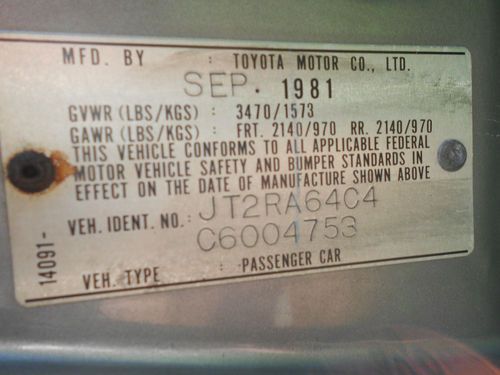 MFD. BY : TOYOTA MOTOR CO., LTD.
SEP. 1981
GVWR (LBS/KGS) : 3470/1573
GAWR (LBS/KGS) : FRT. 2140/970 RR. 2140/970
THIS VEHICLE CONFORMS TO ALL APPLICABLE FEDERAL
MOTOR VEHICLE SAFETY AND BUMPER STANDARDS IN
EFFECT ON THE DATE OF MANUFACTURE SHOWN ABOVE
VEH. IDENT. NO. : JT2RA64C4
C6004753
VEH. TYPE : PASSENGER CAR
14091-